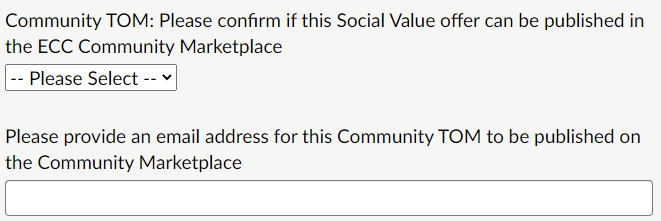 Community TOM: Please confirm if this Social Value offer can be published in
the ECC Community Marketplace
-- Please Select --
Please provide an email address for this Community TOM to be published on
the Community Marketplace